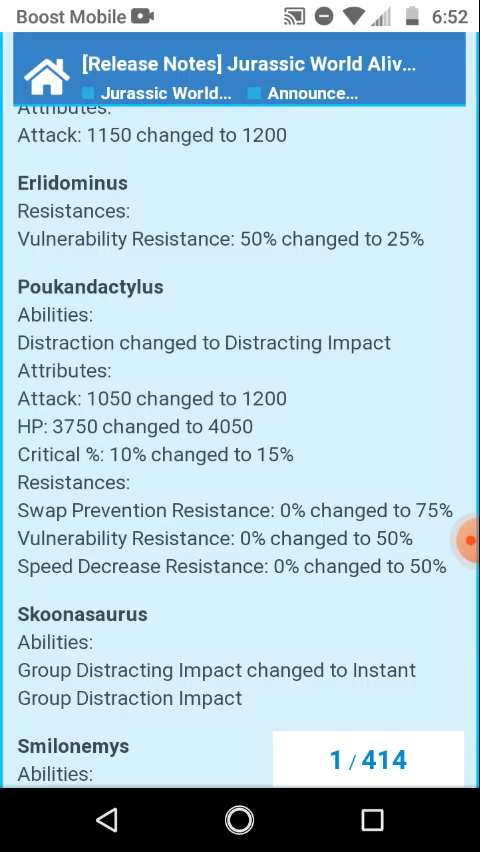 Boost Mobile 6:52
[Release Notes] Jurassic World Aliv...
Jurassic World... Announce...
Attributes:
Attack: 1150 changed to 1200
Erlidominus
Resistances:
Vulnerability Resistance: 50% changed to 25%
Poukandactylus
Abilities:
Distraction changed to Distracting Impact
Attributes:
Attack: 1050 changed to 1200
HP: 3750 changed to 4050
Critical %: 10% changed to 15%
Resistances:
Swap Prevention Resistance: 0% changed to 75%
Vulnerability Resistance: 0% changed to 50%
Speed Decrease Resistance: 0% changed to 50%
Skoonasaurus
Abilities:
Group Distracting Impact changed to Instant
Group Distraction Impact
Smilonemys
Abilities:
1 / 414